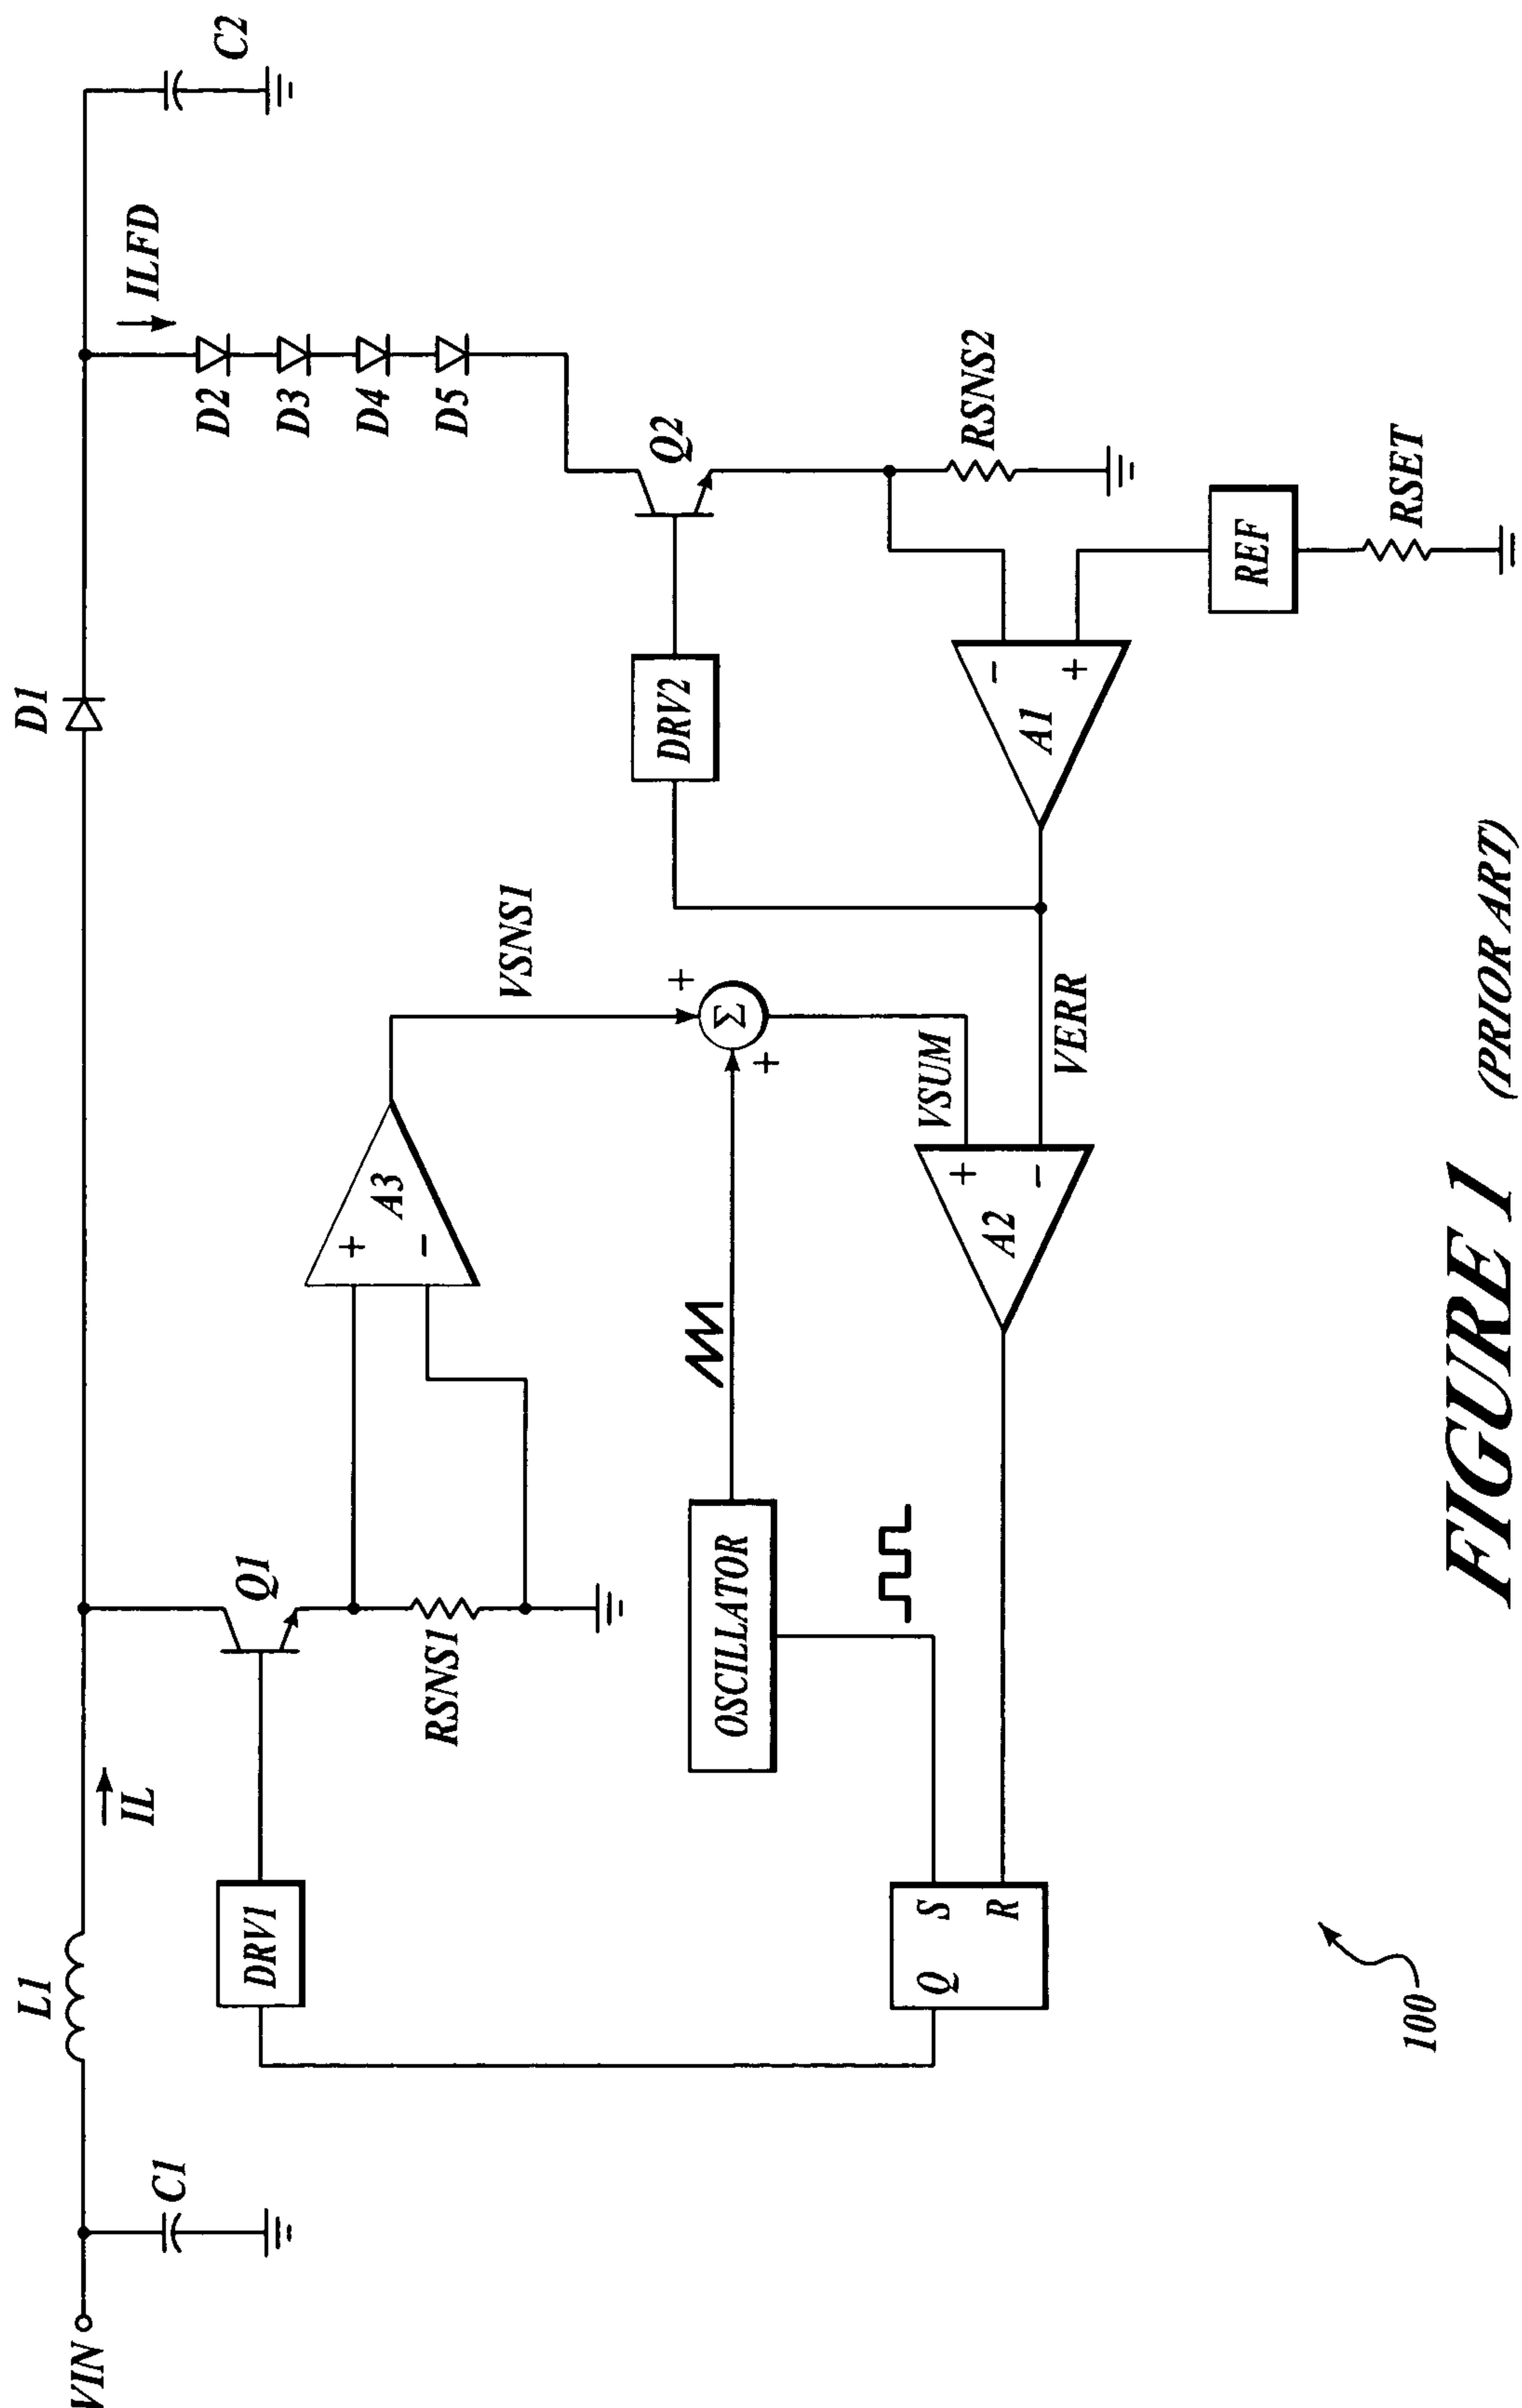 VIN
C1
L1
IL
D1
ILFD
C2
D2
D3
D4
D5
DRV1
Q1
RSNS1
+
-
A3
VSNS1
Q2
DRV2
RSNS2
OSCILLATOR
+
Σ
+
VSUM
VERR
Q
S
R
A2
+
-
A1
-
+
REF
RSET
100
FIGURE 1
(PRIOR ART)